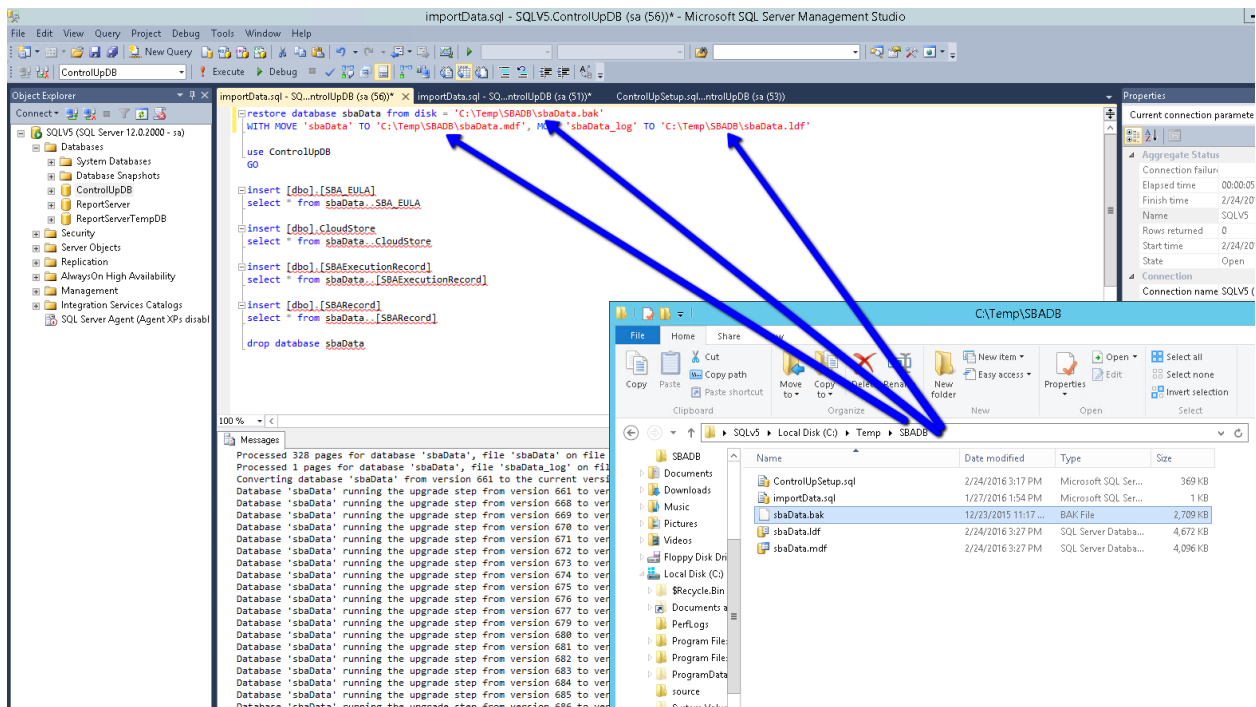 importData.sql - SQLV5.ControlUpDB (sa (56))* - Microsoft SQL Server Management Studio
File Edit View Query Project Debug Tools Window Help
New Query
ControlUpDB Execute Debug
Object Explorer
Connect
SQLV5 (SQL Server 12.0.2000 - sa)
Databases
System Databases
Database Snapshots
ControlUpDB
ReportServer
ReportServerTempDB
Security
Server Objects
Replication
AlwaysOn High Availability
Management
Integration Services Catalogs
SQL Server Agent (Agent XPs disabl
importData.sql - SQ...ntrolUpDB (sa (56))* importData.sql - SQ...ntrolUpDB (sa (51))* ControlUpSetup.sql...ntrolUpDB (sa (53))
restore database sbaData from disk = 'C:\Temp\SBADB\sbaData.bak'
WITH MOVE 'sbaData' TO 'C:\Temp\SBADB\sbaData.mdf', 'sbaData_log' TO 'C:\Temp\SBADB\sbaData.ldf'
use ControlUpDB
GO
insert [dbo].[SBA_EULA]
select * from sbaData..SBA_EULA
insert [dbo].CloudStore
select * from sbaData..CloudStore
insert [dbo].[SBAExecutionRecord]
select * from sbaData..[SBAExecutionRecord]
insert [dbo].[SBARecord]
select * from sbaData..[SBARecord]
drop database sbaData
100 %
Messages
Processed 328 pages for database 'sbaData', file 'sbaData' on file
Processed 1 pages for database 'sbaData', file 'sbaData_log' on fil
Converting database 'sbaData' from version 661 to the current versi
Database 'sbaData' running the upgrade step from version 661 to ver
Database 'sbaData' running the upgrade step from version 668 to ver
Database 'sbaData' running the upgrade step from version 669 to ver
Database 'sbaData' running the upgrade step from version 670 to ver
Database 'sbaData' running the upgrade step from version 671 to ver
Database 'sbaData' running the upgrade step from version 672 to ver
Database 'sbaData' running the upgrade step from version 673 to ver
Database 'sbaData' running the upgrade step from version 674 to ver
Database 'sbaData' running the upgrade step from version 675 to ver
Database 'sbaData' running the upgrade step from version 676 to ver
Database 'sbaData' running the upgrade step from version 677 to ver
Database 'sbaData' running the upgrade step from version 679 to ver
Database 'sbaData' running the upgrade step from version 680 to ver
Database 'sbaData' running the upgrade step from version 681 to ver
Database 'sbaData' running the upgrade step from version 682 to ver
Database 'sbaData' running the upgrade step from version 683 to ver
Database 'sbaData' running the upgrade step from version 684 to ver
Database 'sbaData' running the upgrade step from version 685 to ver
Database 'sbaData' running the upgrade step from version 686 to ver
Properties
Current connection paramete
Aggregate Status
Connection failur
Elapsed time 00:00:05
Finish time 2/24/20
Name SQLV5
Rows returned 0
Start time 2/24/20
State Open
Connection
Connection name SQLV5 (
C:\Temp\SBADB
File Home Share
Copy Paste Cut
Copy path
Paste shortcut
Move to Copy to Delete Rename
New folder New item
Easy access
Properties Open
Edit
Select all
Select none
Invert selection
Clipboard Organize New Open Select
SQLv5 Local Disk (C:) Temp SBADB
SBADB
Documents
Downloads
Music
Pictures
Videos
Floppy Disk Dri
Local Disk (C:)
$Recycle.Bin
Documents a
PerfLogs
Program File
Program File
ProgramData
source
Name Date modified Type Size
ControlUpSetup.sql 2/24/2016 3:17 PM Microsoft SQL Ser... 369 KB
importData.sql 1/27/2016 1:54 PM Microsoft SQL Ser... 1 KB
sbaData.bak 12/23/2015 11:17 ... BAK File 2,709 KB
sbaData.ldf 2/24/2016 3:27 PM SQL Server Databa... 4,672 KB
sbaData.mdf 2/24/2016 3:27 PM SQL Server Databa... 4,096 KB